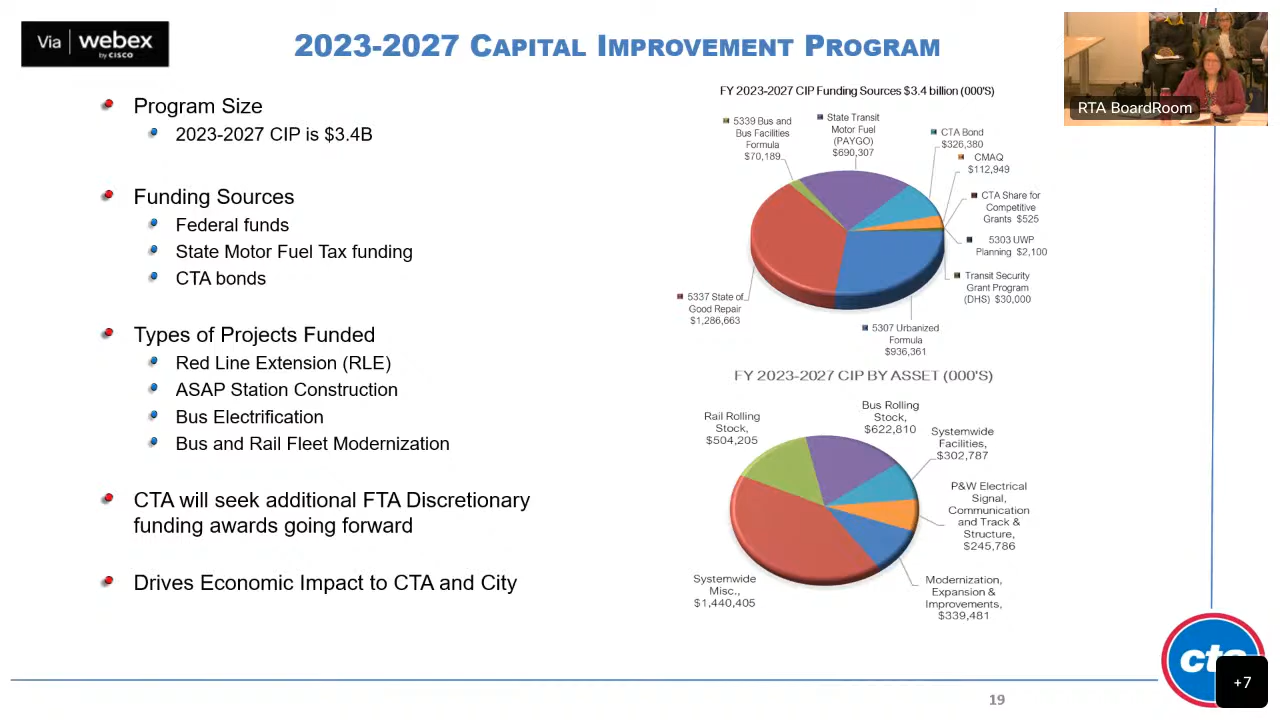 Via webex
by CISCO
2023-2027 CAPITAL IMPROVEMENT PROGRAM
RTA BoardRoom
Program Size
2023-2027 CIP is $3.4B
Funding Sources
Federal funds
State Motor Fuel Tax funding
CTA bonds
Types of Projects Funded
Red Line Extension (RLE)
ASAP Station Construction
Bus Electrification
Bus and Rail Fleet Modernization
CTA will seek additional FTA Discretionary
funding awards going forward
Drives Economic Impact to CTA and City
FY 2023-2027 CIP Funding Sources $3.4 billion (000'S)
5339 Bus and
Bus Facilities
Formula
$70,189
State Transit
Motor Fuel
(PAYGO)
$690,307
CTA Bond
$326,380
CMAQ
$112,949
CTA Share for
Competitive
Grants $525
5303 UWP
Planning $2,100
Transit Security
Grant Program
(DHS) $30,000
5337 State of
Good Repair
$1,286,663
5307 Urbanized
Formula
$936,361
FY 2023-2027 CIP BY ASSET (000'S)
Rail Rolling
Stock,
$504,205
Bus Rolling
Stock,
$622,810
Systemwide
Facilities,
$302,787
P&W Electrical
Signal,
Communication
and Track &
Structure,
$245,786
Systemwide
Misc.,
$1,440,405
Modernization,
Expansion &
Improvements,
$339,481
cta
+7
19